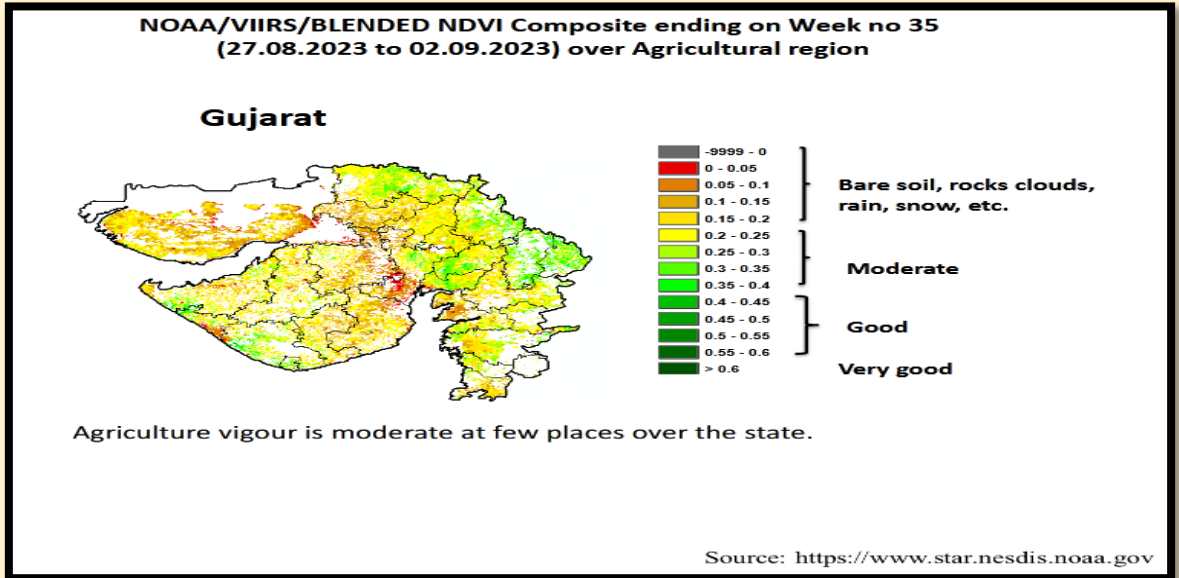 NOAA/VIIRS/BLENDED NDVI Composite ending on Week no 35
(27.08.2023 to 02.09.2023) over Agricultural region
Gujarat
-9999 - 0
0 - 0.05
0.05 - 0.1
0.1 - 0.15
0.15 - 0.2
0.2 - 0.25
0.25 - 0.3
0.3 - 0.35
0.35 - 0.4
0.4 - 0.45
0.45 - 0.5
0.5 - 0.55
0.55 - 0.6
> 0.6
Bare soil, rocks clouds,
rain, snow, etc.
Moderate
Good
Very good
Agriculture vigour is moderate at few places over the state.
Source: https://www.star.nesdis.noaa.gov